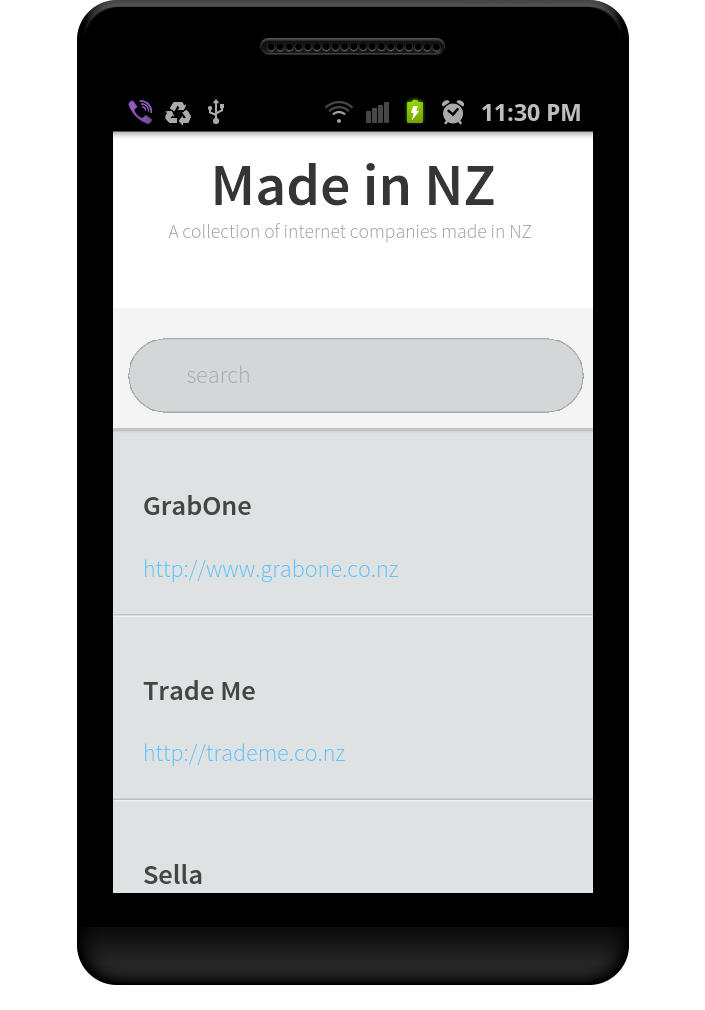 11:30 PM
Made in NZ
A collection of internet companies made in NZ
search
GrabOne
http://www.grabone.co.nz
Trade Me
http://trademe.co.nz
Sella